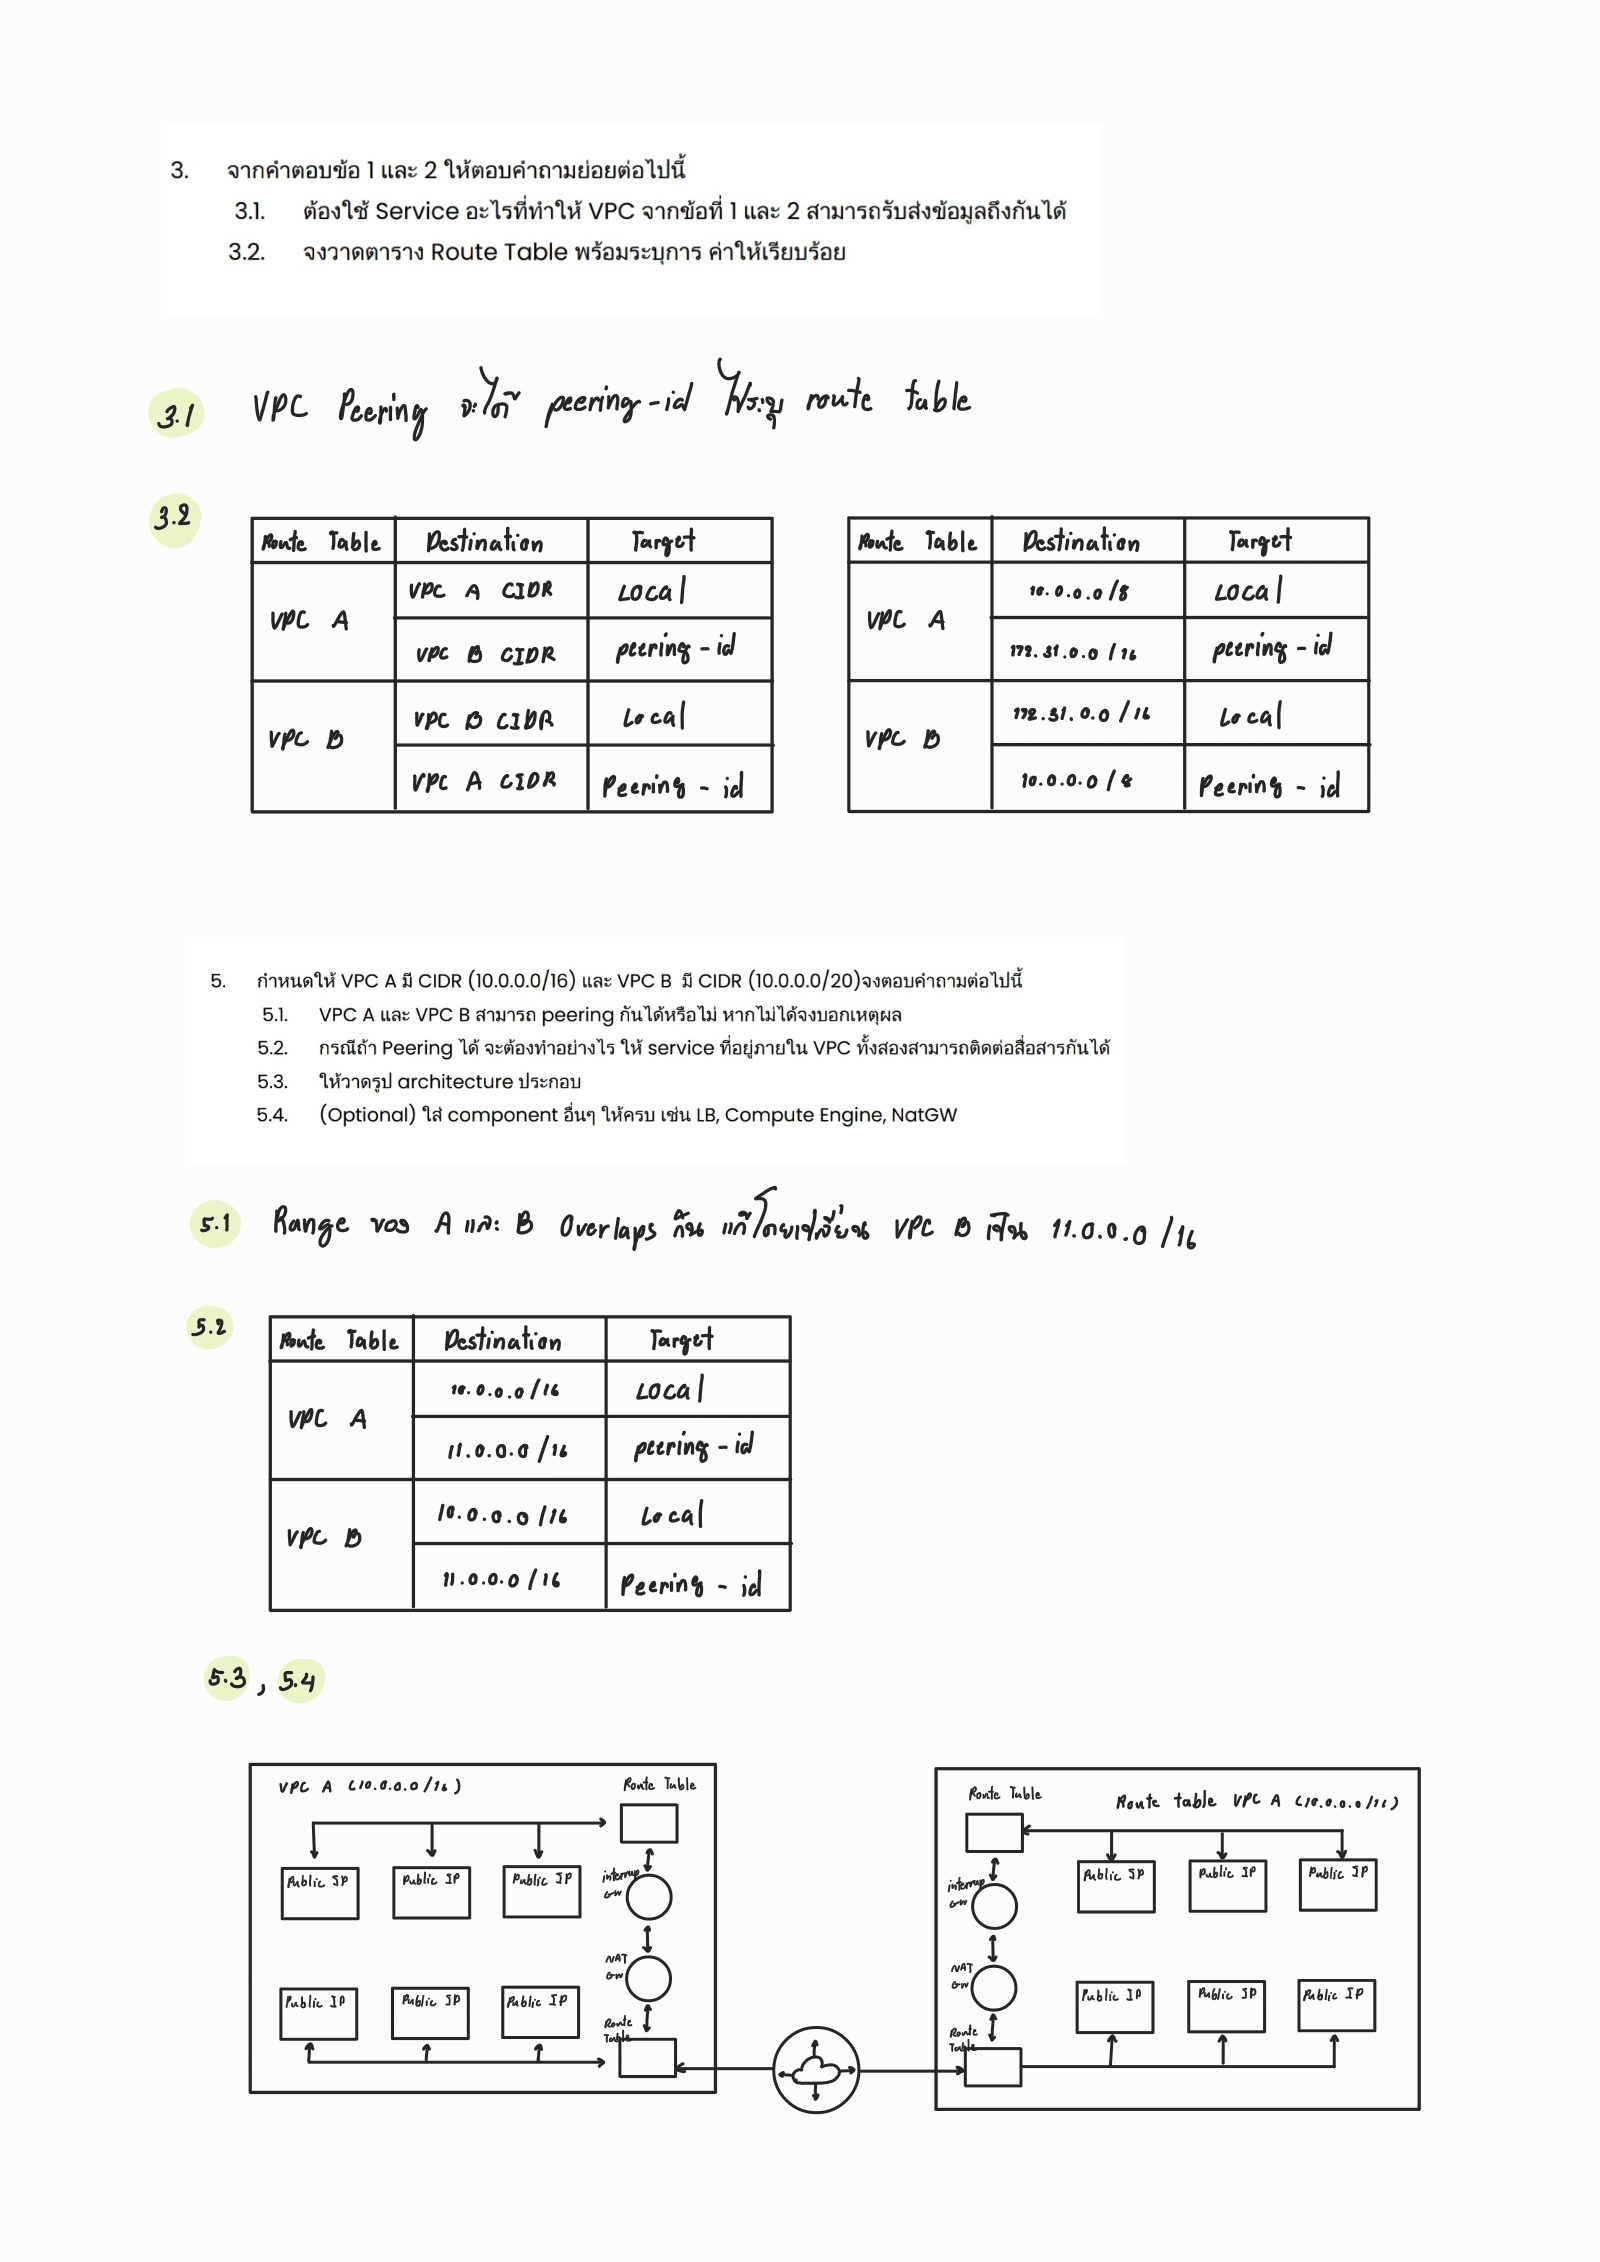 3. จากคำตอบข้อ 1 และ 2 ให้ตอบคำถามย่อยต่อไปนี้
3.1. ต้องใช้ Service อะไรที่ทำให้ VPC จากข้อที่ 1 และ 2 สามารถรับส่งข้อมูลถึงกันได้
3.2. จงวาดตาราง Route Table พร้อมระบุการ ค่าให้เรียบร้อย
3.1 VPC Peering จะได้ peering-id ไประบุ route table
3.2
Route Table Destination Target
VPC A VPC A CIDR Local
VPC B CIDR peering-id
VPC B VPC B CIDR Local
VPC A CIDR Peering-id
Route Table Destination Target
VPC A 10.0.0.0/8 Local
172.31.0.0/16 peering-id
VPC B 172.31.0.0/16 Local
10.0.0.0/8 Peering-id
5. กำหนดให้ VPC A มี CIDR (10.0.0.0/16) และ VPC B มี CIDR (10.0.0.0/20)จงตอบคำถามต่อไปนี้
5.1. VPC A และ VPC B สามารถ peering กันได้หรือไม่ หากไม่ได้จงบอกเหตุผล
5.2. กรณีถ้า Peering ได้ จะต้องทำอย่างไร ให้ service ที่อยู่ภายใน VPC ทั้งสองสามารถติดต่อสื่อสารกันได้
5.3. ให้วาดรูป architecture ประกอบ
5.4. (Optional) ใส่ component อื่นๆ ให้ครบ เช่น LB, Compute Engine, NatGW
5.1 Range ของ A และ B Overlaps กัน แก้โดยเปลี่ยน VPC B เป็น 11.0.0.0/16
5.2
Route Table Destination Target
VPC A 10.0.0.0/16 Local
11.0.0.0/16 peering-id
VPC B 10.0.0.0/16 Local
11.0.0.0/16 Peering-id
5.3, 5.4
VPC A (10.0.0.0/16)
Route Table
Public IP Public IP Public IP
GW
NAT
GW
Public IP Public IP Public IP
Route
Table
Route Table
Route table VPC A (10.0.0.0/16)
Public IP Public IP Public IP
GW
NAT
GW
Public IP Public IP Public IP
Route
Table